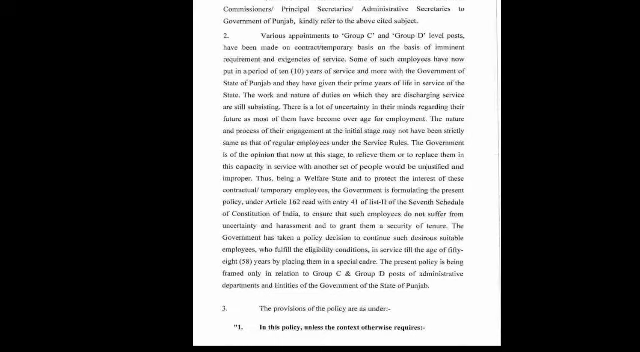 Commissioners/ Principal Secretaries/ Administrative Secretaries to
Government of Punjab, kindly refer to the above cited subject.
2. Various appointments to 'Group C' and 'Group D' level posts,
have been made on contract/temporary basis on the basis of imminent
requirement and exigencies of service. Some of such employees have now
put in a period of ten (10) years of service and more with the Government of
State of Punjab and they have given their prime years of life in service of the
State. The work and nature of duties on which they are discharging service
are still subsisting. There is a lot of uncertainty in their minds regarding their
future as most of them have become over age for employment. The nature
and process of their engagement at the initial stage may not have been strictly
same as that of regular employees under the Service Rules. The Government
is of the opinion that now at this stage, to relieve them or to replace them in
this capacity in service with another set of people would be unjustified and
improper. Thus, being a Welfare State and to protect the interest of these
contractual/ temporary employees, the Government is formulating the present
policy, under Article 162 read with entry 41 of list-II of the Seventh Schedule
of Constitution of India, to ensure that such employees do not suffer from
uncertainty and harassment and to grant them a security of tenure. The
Government has taken a policy decision to continue such desirous suitable
employees, who fulfill the eligibility conditions, in service till the age of fifty-
eight (58) years by placing them in a special cadre. The present policy is being
framed only in relation to Group C & Group D posts of administrative
departments and Entities of the Government of the State of Punjab.
3. The provisions of the policy are as under:-
"1. In this policy, unless the context otherwise requires:-